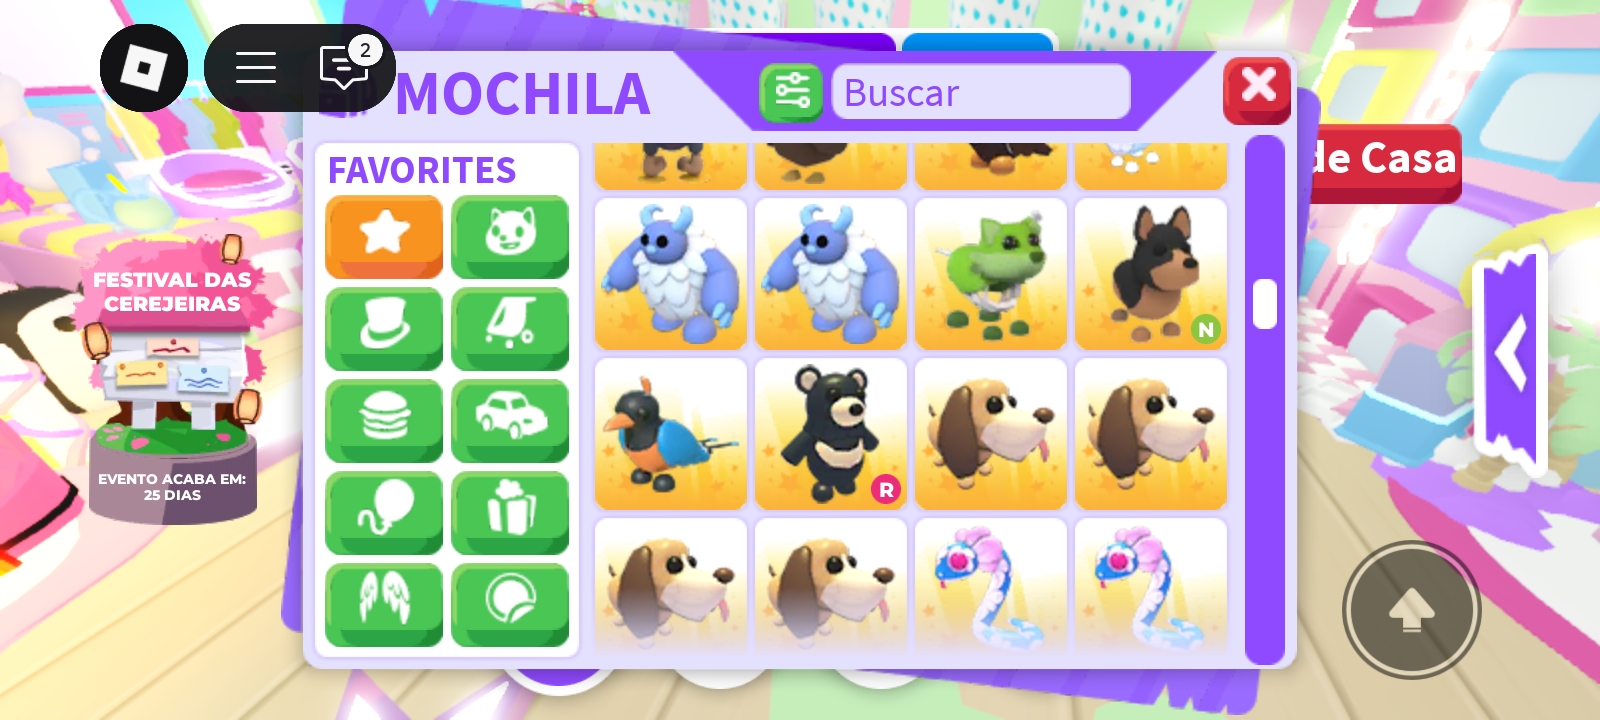 2
MOCHILA
Buscar
de Casa
FAVORITES
FESTIVAL DAS
CEREJEIRAS
EVENTO ACABA EM:
25 DIAS
N
R